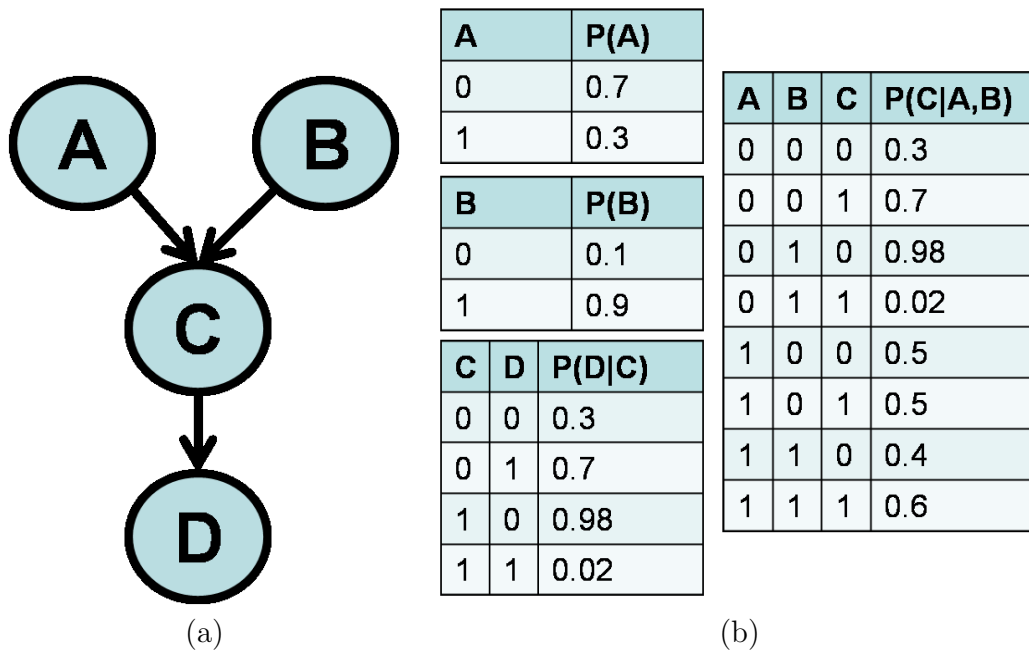 A
B
C
D
(a)
A P(A)
0 0.7
1 0.3
B P(B)
0 0.1
1 0.9
C D P(D|C)
0 0 0.3
0 1 0.7
1 0 0.98
1 1 0.02
A B C P(C|A,B)
0 0 0 0.3
0 0 1 0.7
0 1 0 0.98
0 1 1 0.02
1 0 0 0.5
1 0 1 0.5
1 1 0 0.4
1 1 1 0.6
(b)